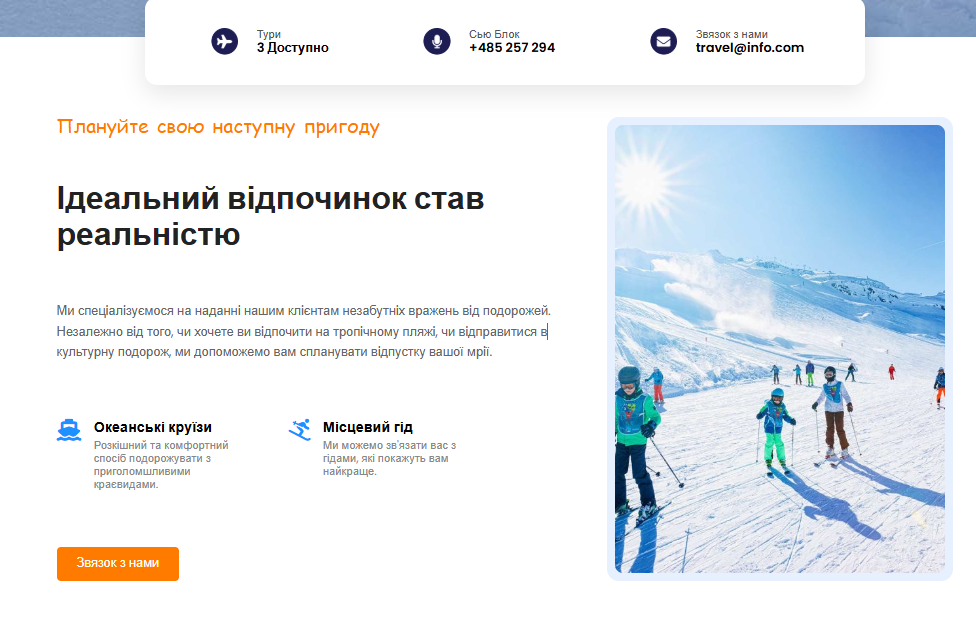 Тури
3 Доступно
Сью Блок
+485 257 294
Звязок з нами
travel@info.com
Плануйте свою наступну пригоду
Ідеальний відпочинок став
реальністю
Ми спеціалізуємося на наданні нашим клієнтам незабутніх вражень від подорожей.
Незалежно від того, чи хочете ви відпочити на тропічному пляжі, чи відправитися в
культурну подорож, ми допоможемо вам спланувати відпустку вашої мрії.
Океанські круїзи
Розкішний та комфортний
спосіб подорожувати з
приголомшливими
краєвидами.
Місцевий гід
Ми можемо зв'язати вас з
гідами, які покажуть вам
найкраще.
Звязок з нами